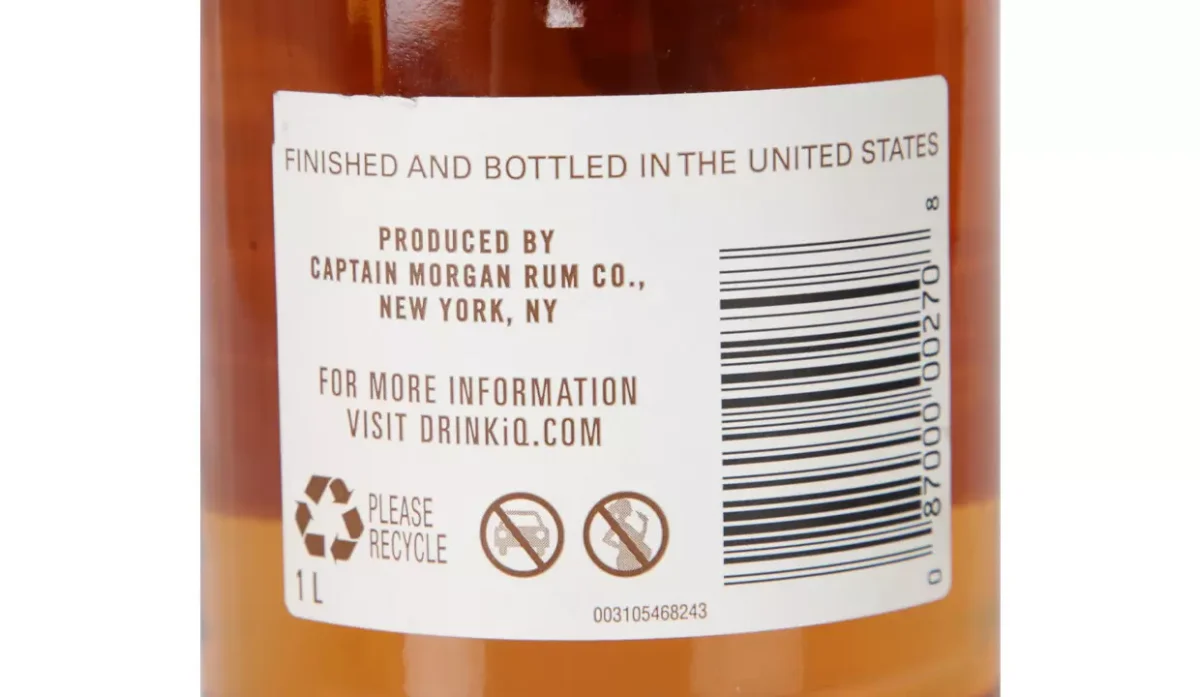 FINISHED AND BOTTLED IN THE UNITED STATES
PRODUCED BY
CAPTAIN MORGAN RUM CO.,
NEW YORK, NY
FOR MORE INFORMATION
VISIT DRINKiQ.COM
PLEASE
RECYCLE
1 L
003105468243
0 87000 00270 8